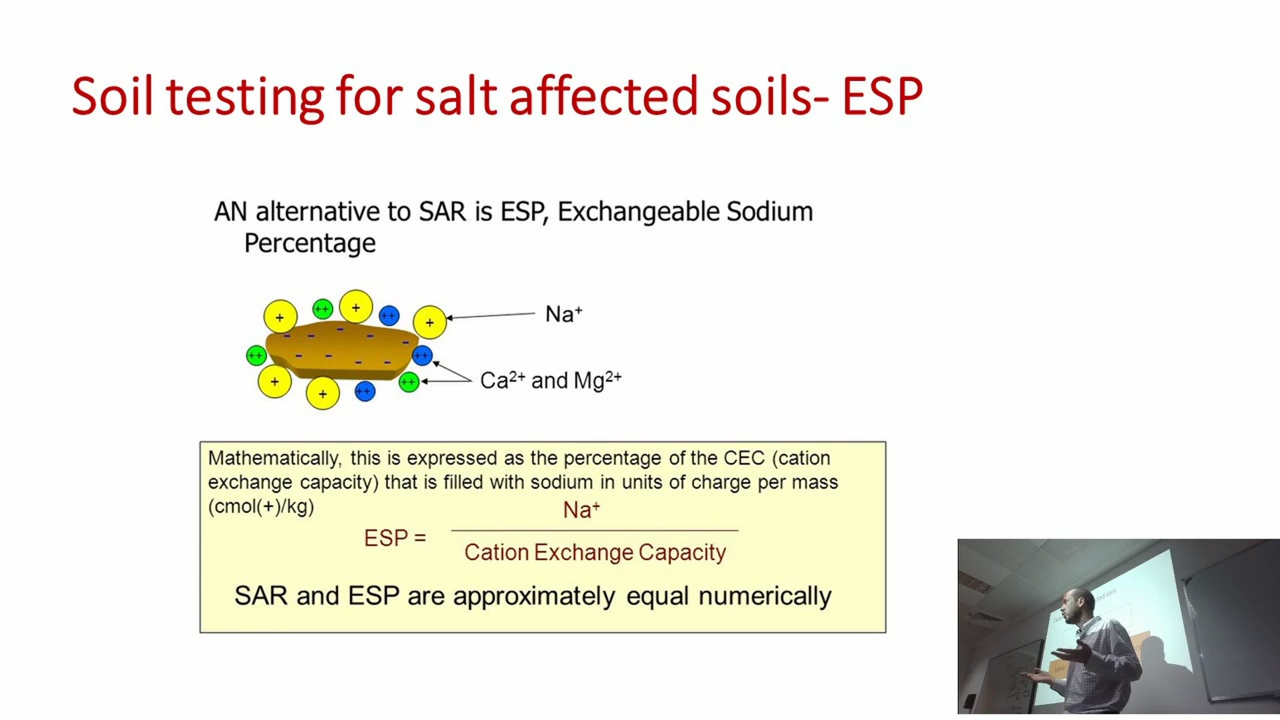 Soil testing for salt affected soils- ESP
AN alternative to SAR is ESP, Exchangeable Sodium
Percentage
Na⁺
Ca²⁺ and Mg²⁺
Mathematically, this is expressed as the percentage of the CEC (cation
exchange capacity) that is filled with sodium in units of charge per mass
(cmol(+)/kg)
Na⁺
ESP =
Cation Exchange Capacity
SAR and ESP are approximately equal numerically